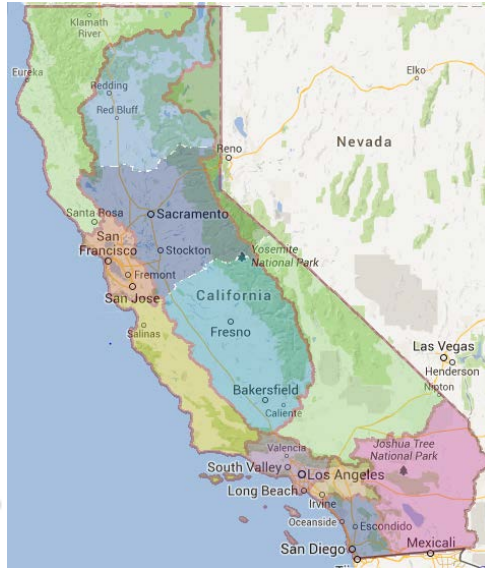 Klamath
River
Eureka
Redding
Red Bluff
Elko
Reno
Nevada
Santa Rosa
Sacramento
San
Francisco
Stockton
Yosemite
National Park
Fremont
San Jose
California
Salinas
Fresno
Las Vegas
Henderson
Nipton
Bakersfield
Caliente
Valencia
Joshua Tree
National Park
South Valley
Los Angeles
Long Beach
Irvine
Oceanside
Escondido
San Diego
Mexicali